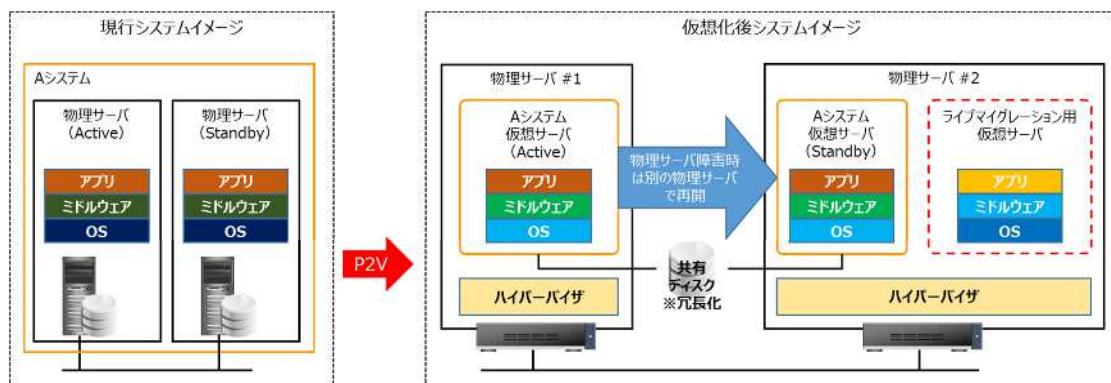 現行システムイメージ
Aシステム
物理サーバ
(Active)
アプリ
ミドルウェア
OS
物理サーバ
(Standby)
アプリ
ミドルウェア
OS
P2V
仮想化後システムイメージ
物理サーバ #1
Aシステム
仮想サーバ
(Active)
アプリ
ミドルウェア
OS
ハイパーバイザ
物理サーバ障害時
は別の物理サーバ
で再開
共有
ディスク
※冗長化
物理サーバ #2
Aシステム
仮想サーバ
(Standby)
アプリ
ミドルウェア
OS
ライブマイグレーション用
仮想サーバ
アプリ
ミドルウェア
OS
ハイパーバイザ